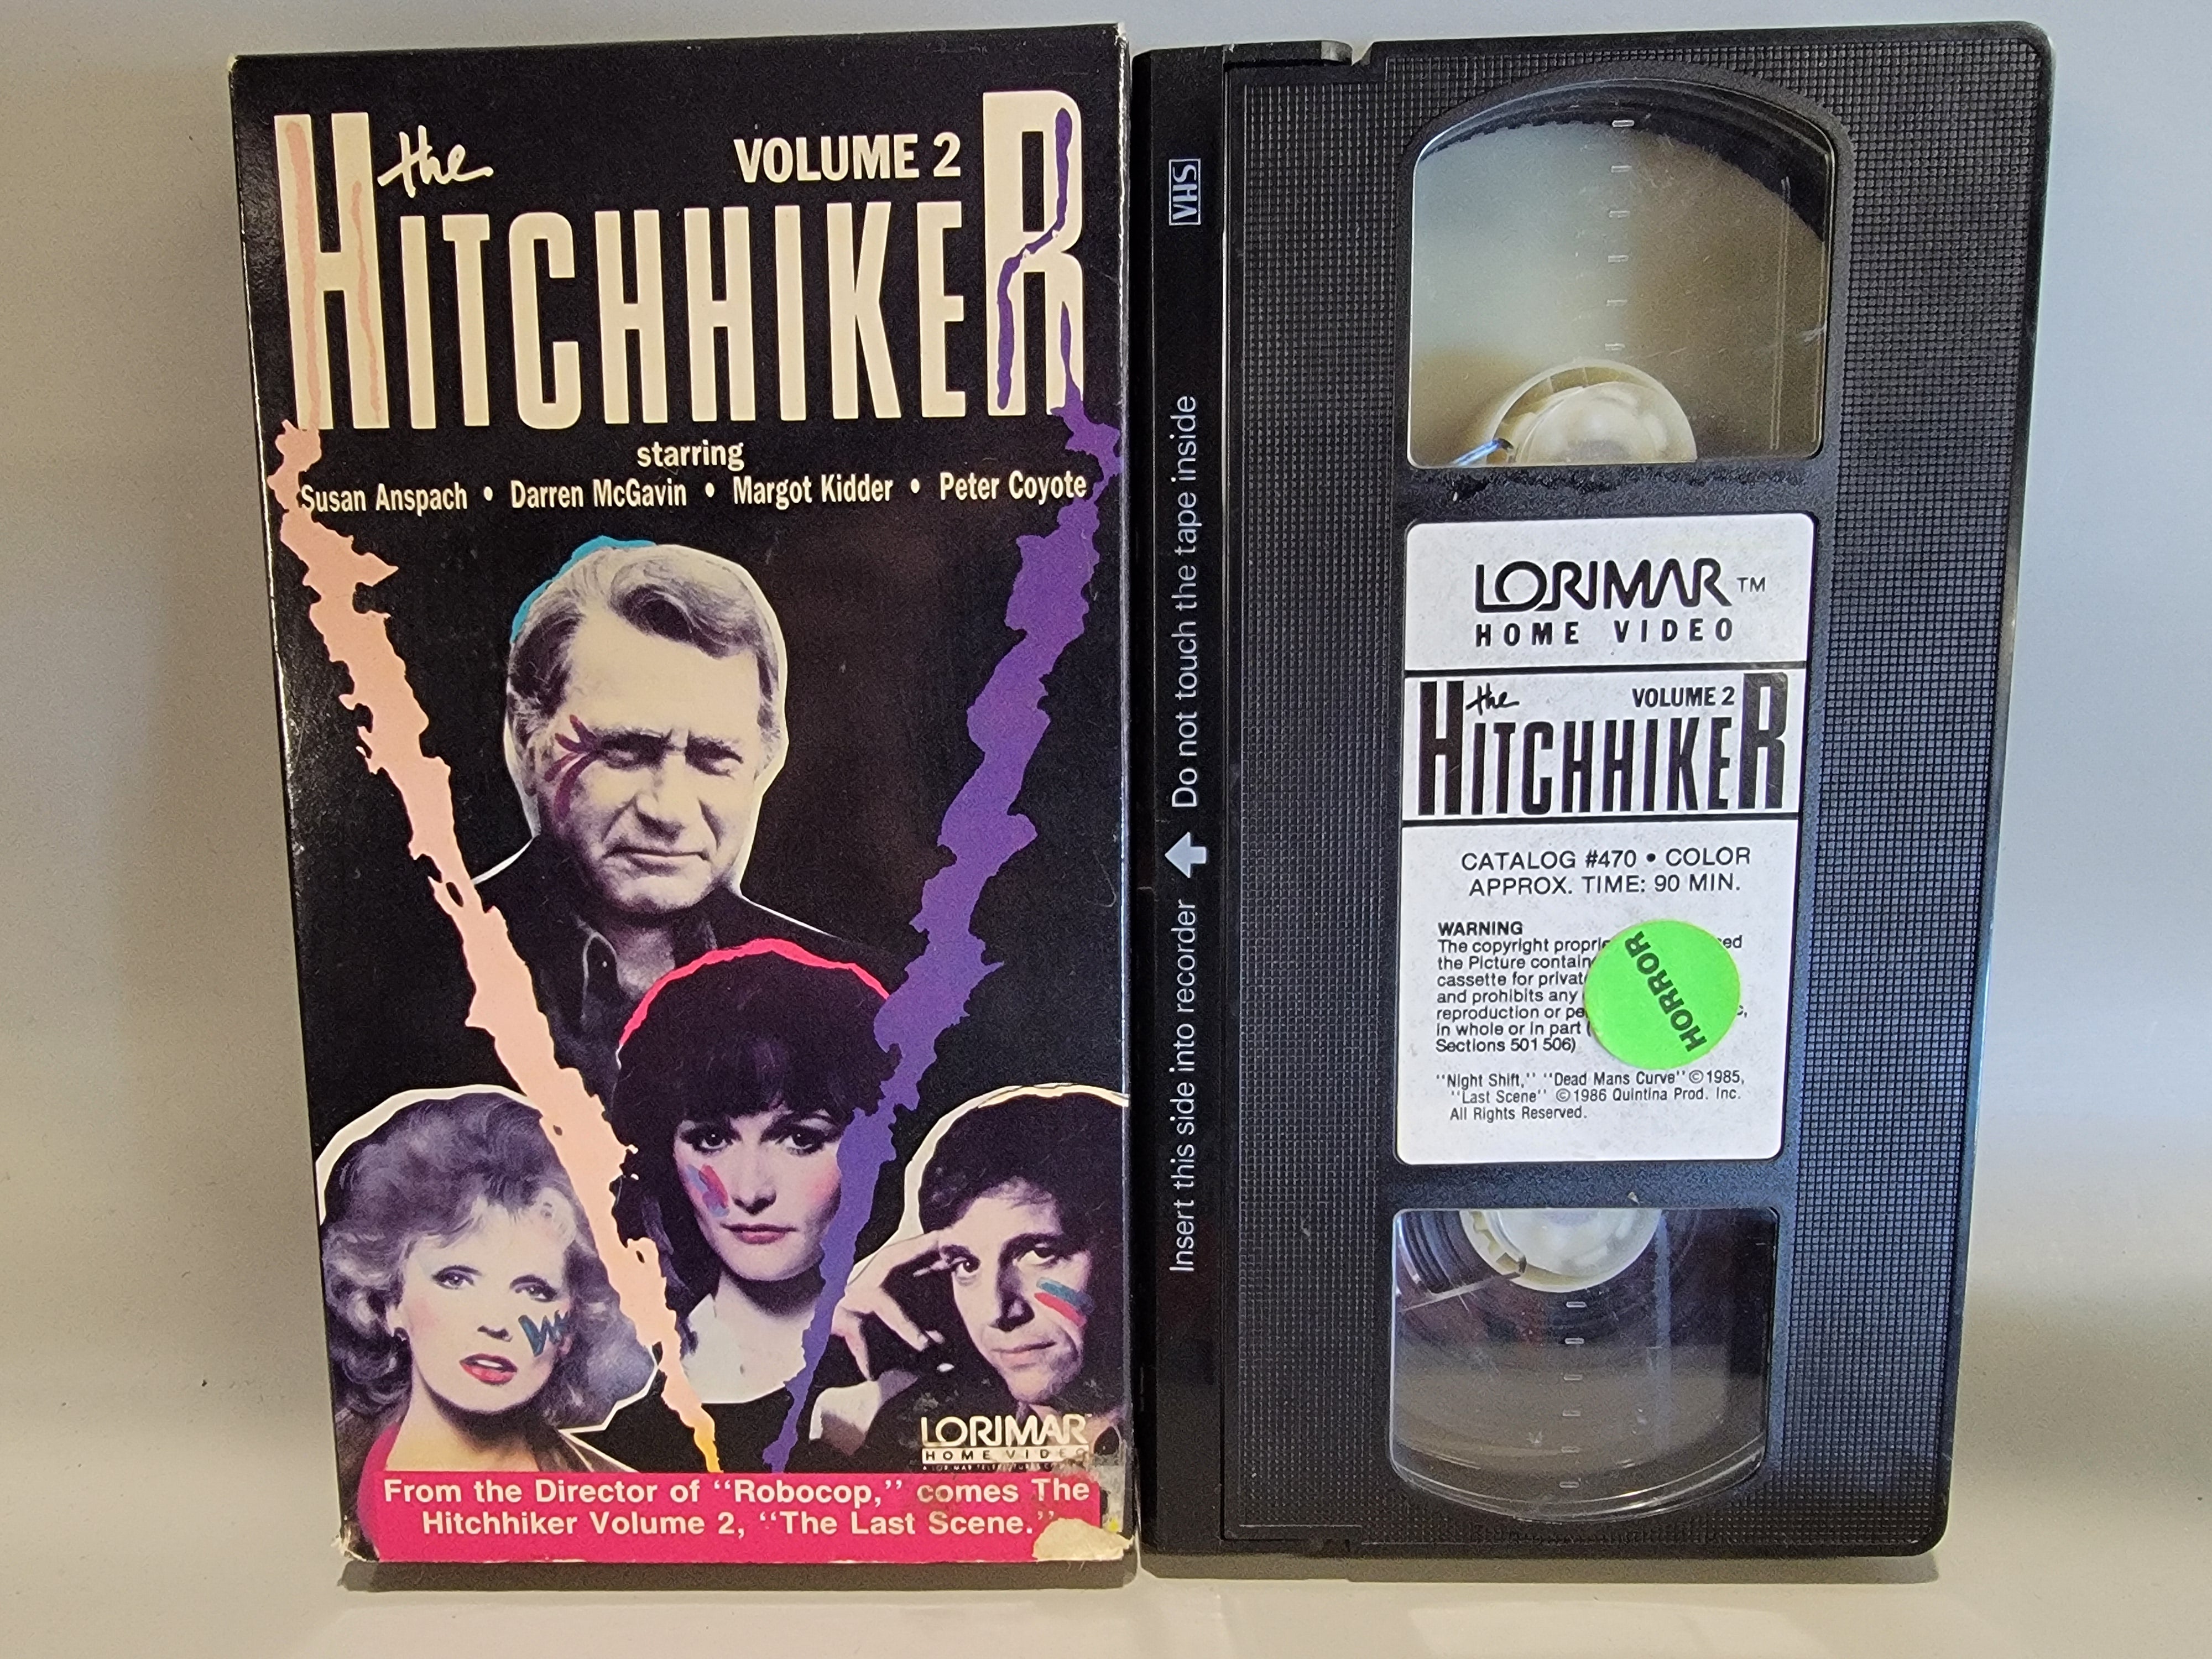 the VOLUME 2
HITCHHIKER
starring
Susan Anspach • Darren McGavin • Margot Kidder • Peter Coyote
LORIMAR
HOME VIDEO
From the Director of "Robocop," comes The
Hitchhiker Volume 2, "The Last Scene."
VHS
Insert this side into recorder Do not touch the tape inside
LORIMAR™
HOME VIDEO
the VOLUME 2
HITCHHIKER
CATALOG #470 • COLOR
APPROX. TIME: 90 MIN.
WARNING
The copyright
the Picture
cassette for
and prohibits any
reproduction or
in whole or in part
Sections 501 506)
HORROR
"Night Shift," "Dead Mans Curve" ©1985,
"Last Scene" ©1986 Quintina Prod. Inc.
All Rights Reserved.